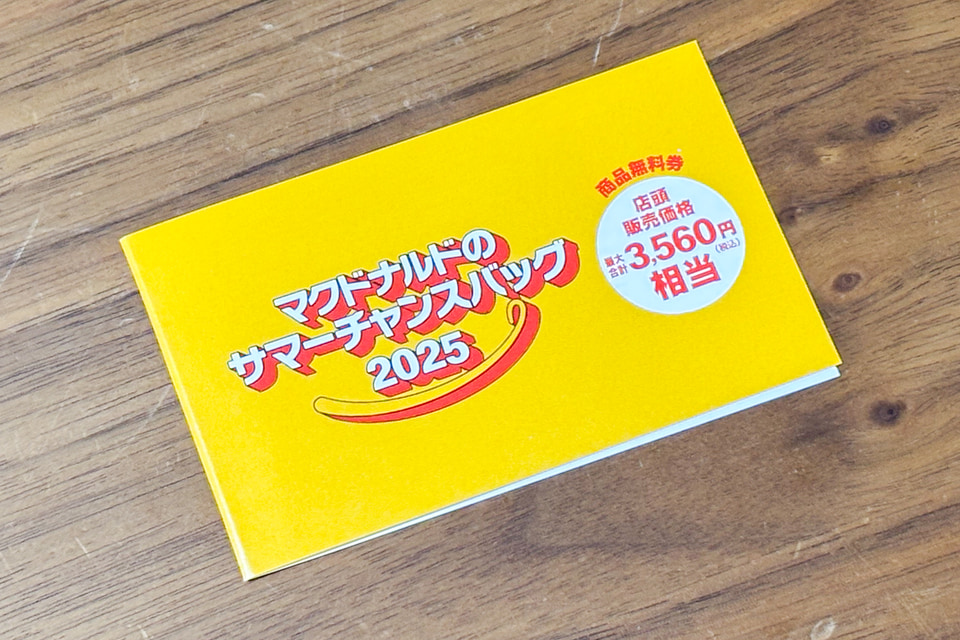 マクドナルドの
サマーチャンスバッグ
2025
商品無料券
店頭
販売価格
最大
合計
3,560円
(税込)
相当